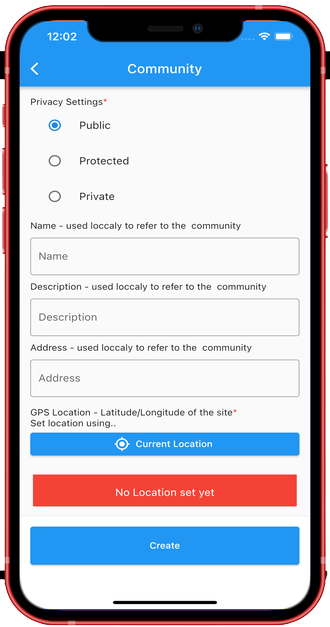 12:02
Community
Privacy Settings*
Public
Protected
Private
Name - used loccaly to refer to the community
Name
Description - used loccaly to refer to the community
Description
Address - used loccaly to refer to the community
Address
GPS Location - Latitude/Longitude of the site*
Set location using..
Current Location
No Location set yet
Create